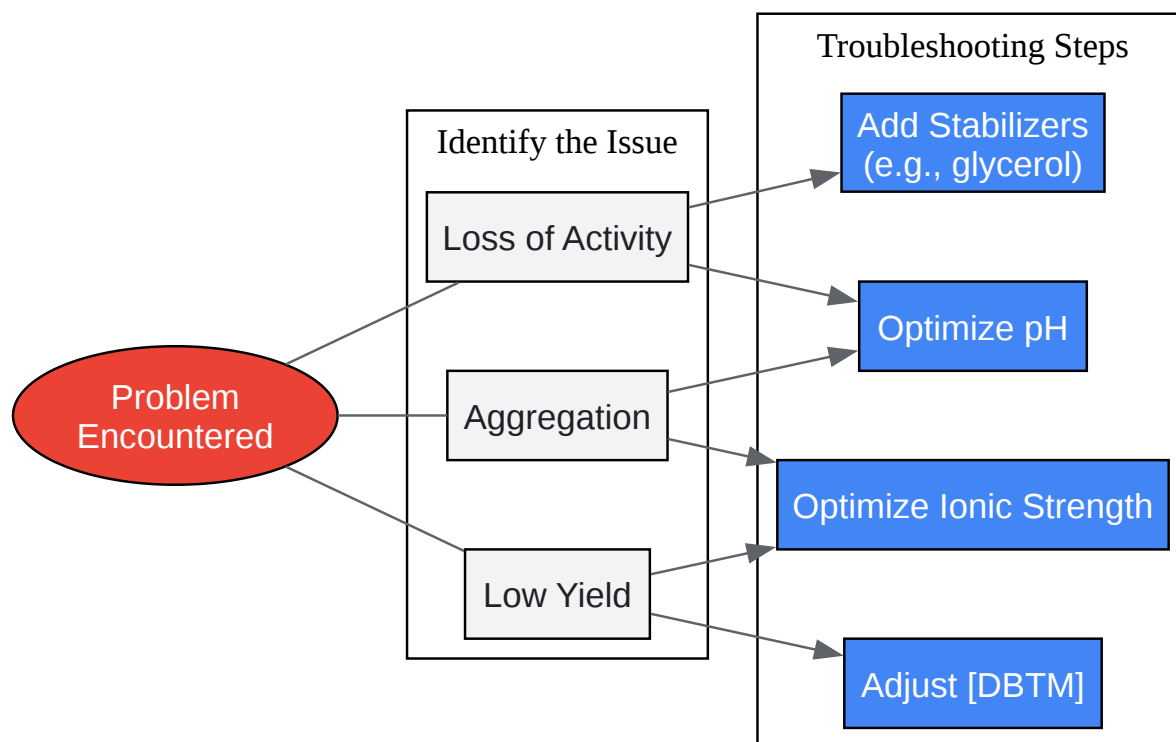 Troubleshooting Steps
Add Stabilizers
(e.g., glycerol)
Identify the Issue
Loss of Activity
Optimize pH
Problem
Encountered
Aggregation
Optimize Ionic Strength
Low Yield
Adjust [DBTM]